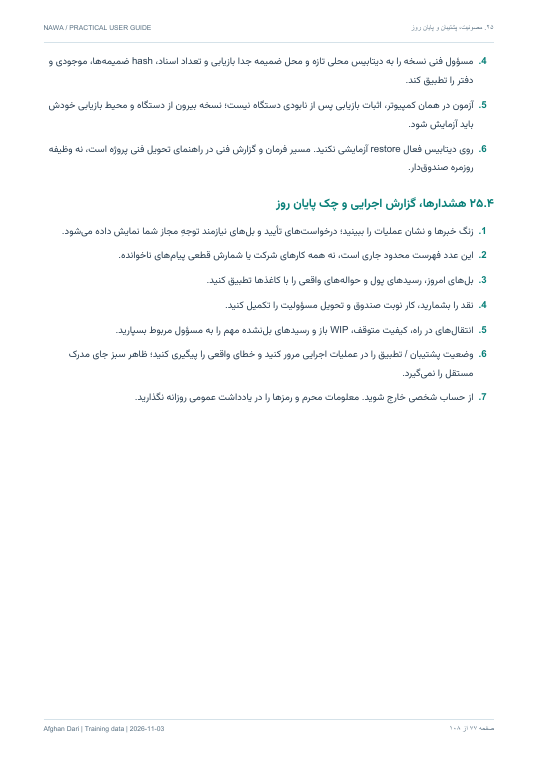 NAWA / PRACTICAL USER GUIDE
۲۵. مصونیت، پشتیبان و پایان روز
4. مسؤول فنی نسخه را به دیتابیس محلی تازه و محل ضمیمه جدا بازیابی و تعداد اسناد، hash ضمیمه‌ها، موجودی و
دفتر را تطبیق کند.
5. آزمون در همان کمپیوتر، اثبات بازیابی پس از نابودی دستگاه نیست؛ نسخه بیرون از دستگاه و محیط بازیابی خودش
باید آزمایش شود.
6. روی دیتابیس فعال restore آزمایشی نکنید. مسیر فرمان و گزارش فنی در راهنمای تحویل فنی پروژه است، نه وظیفه
روزمره صندوق‌دار.
۲۵.۴ هشدارها، گزارش اجرایی و چک پایان روز
1. زنگ خبرها و نشان عملیات را ببینید؛ درخواست‌های تأیید و بل‌های نیازمند توجهِ مجاز شما نمایش داده می‌شود.
2. این عدد فهرست محدود جاری است، نه همه کارهای شرکت یا شمارش قطعی پیام‌های ناخوانده.
3. بل‌های امروز، رسیدهای پول و حواله‌های واقعی را با کاغذها تطبیق کنید.
4. نقد را بشمارید، کار نوبت صندوق و تحویل مسؤولیت را تکمیل کنید.
5. انتقال‌های در راه، کیفیت متوقف، WIP باز و رسیدهای بل‌نشده مهم را به مسؤول مربوط بسپارید.
6. وضعیت پشتیبان / تطبیق را در عملیات اجرایی مرور کنید و خطای واقعی را پیگیری کنید؛ ظاهر سبز جای مدرک
مستقل را نمی‌گیرد.
7. از حساب شخصی خارج شوید. معلومات محرم و رمزها را در یادداشت عمومی روزانه نگذارید.
Afghan Dari | Training data | 2026-11-03
صفحه ۷۷ از ۱۰۸